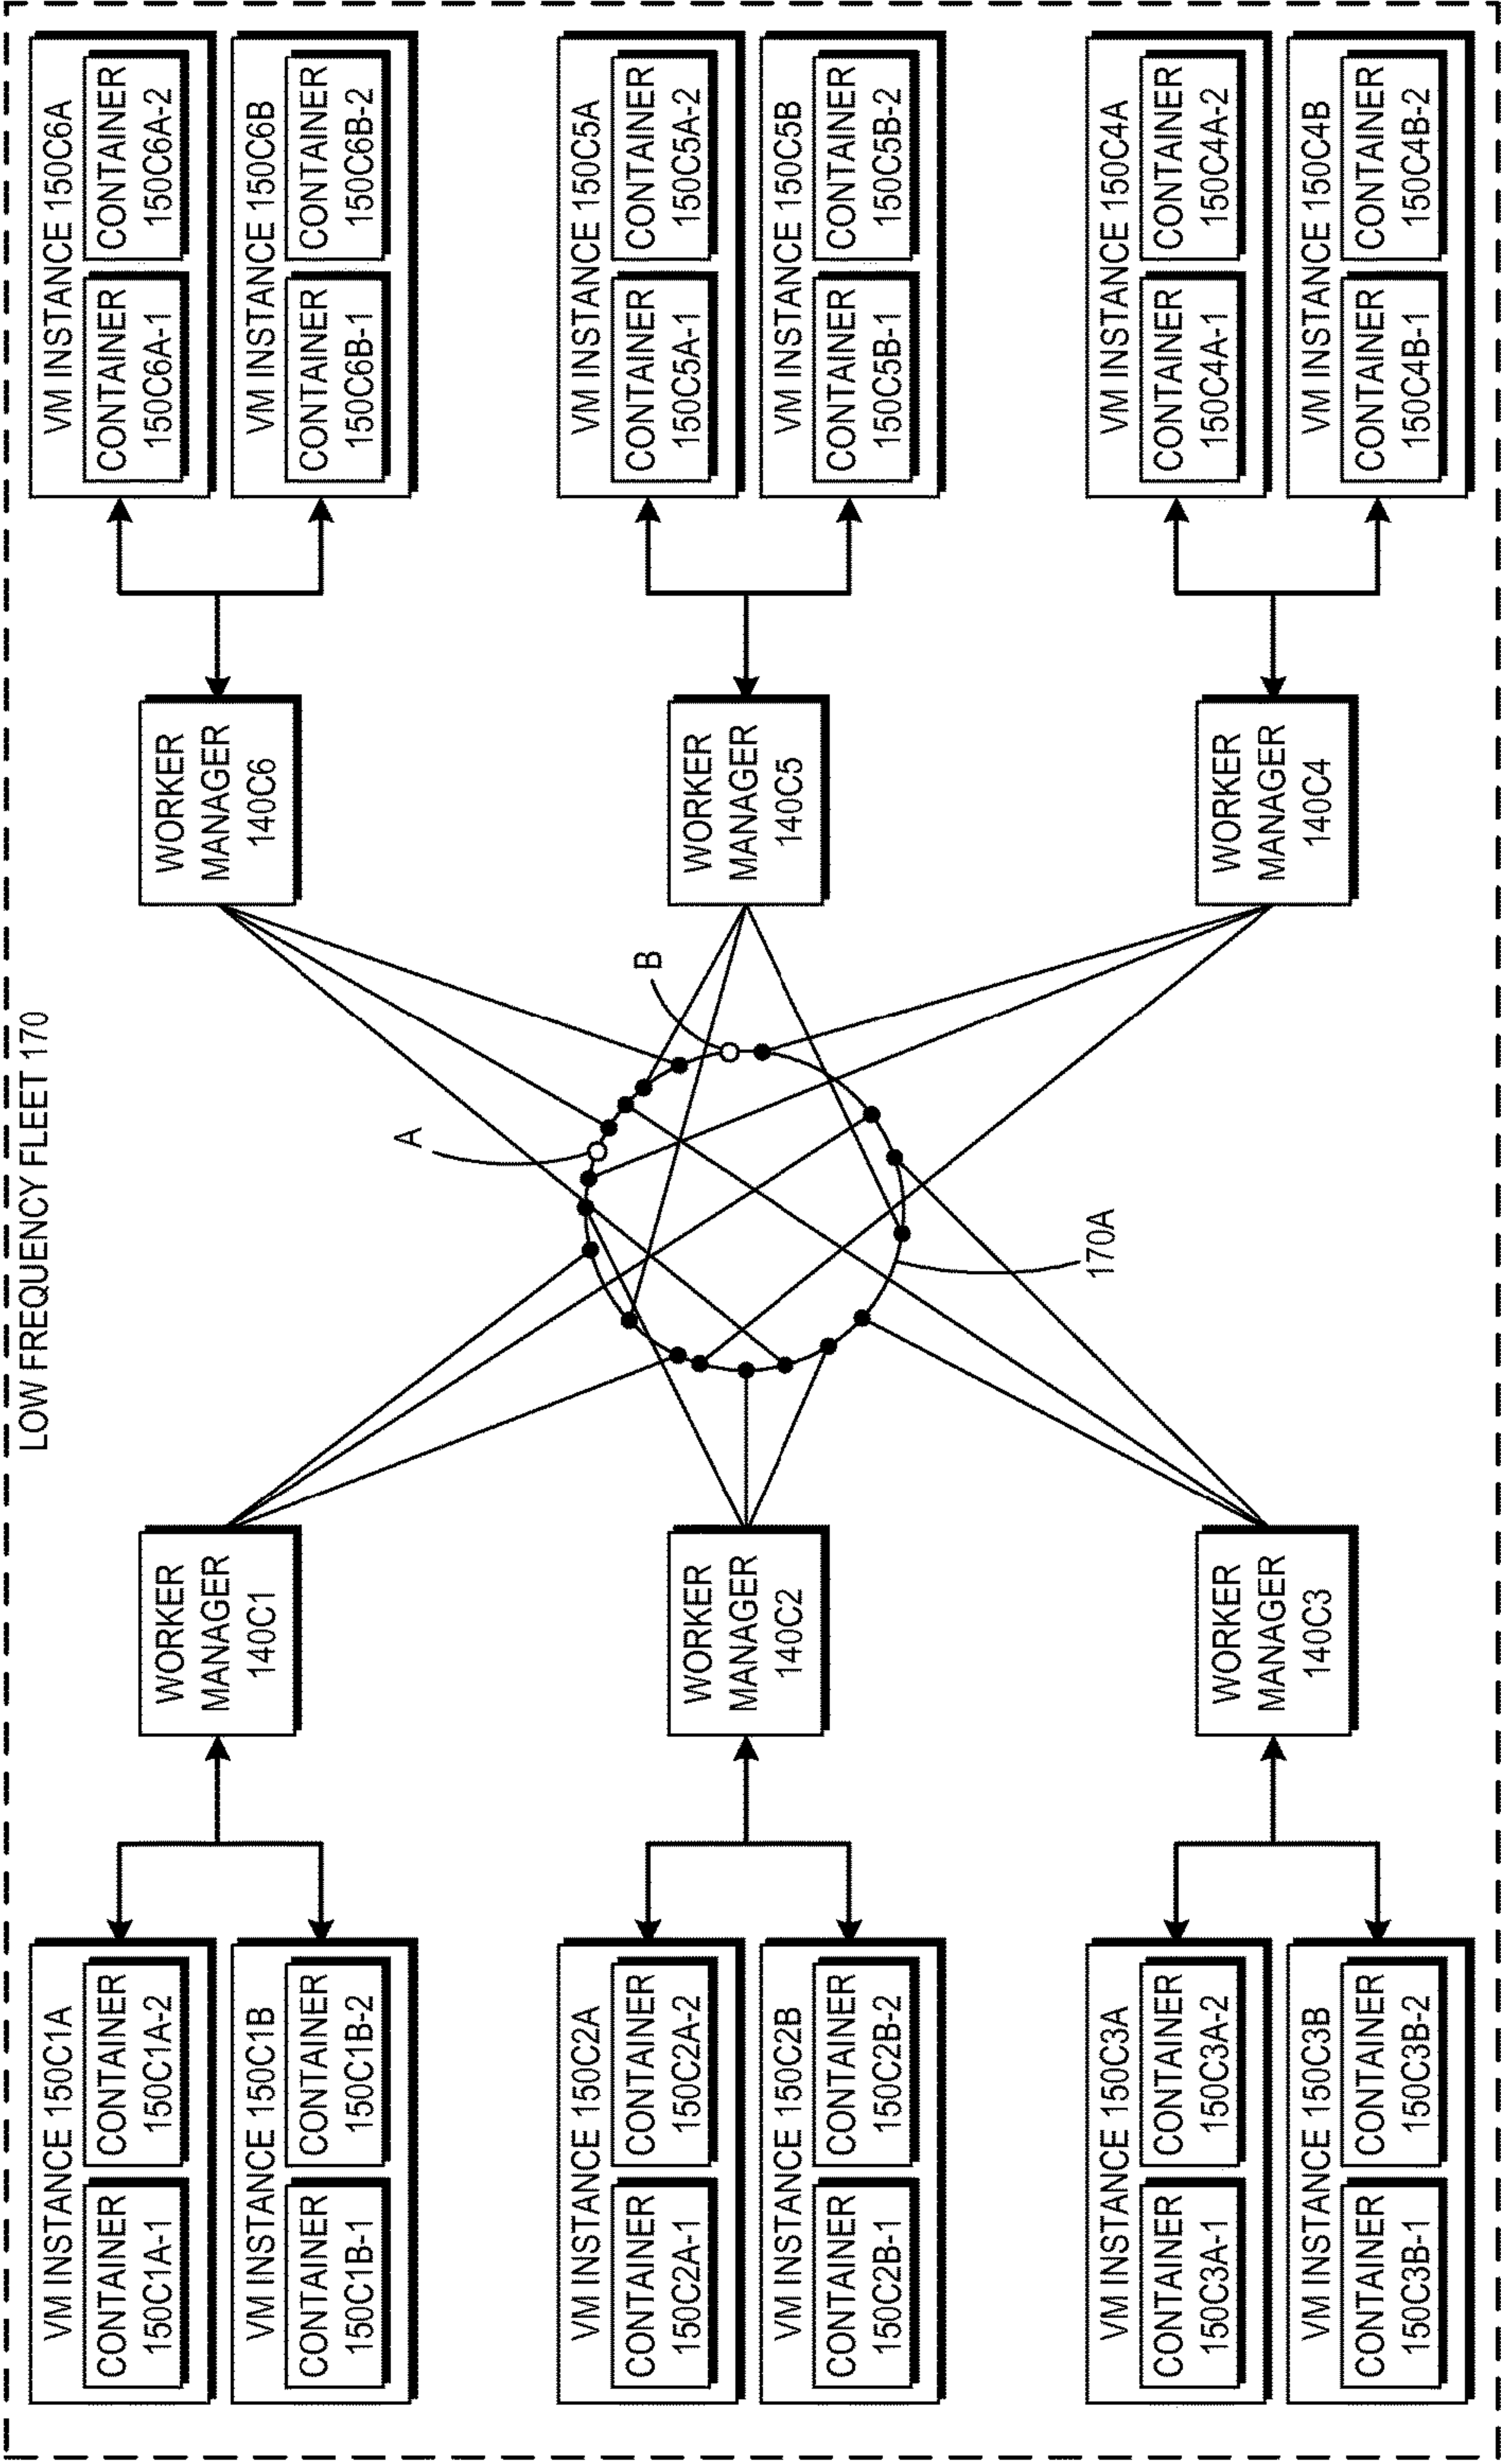 LOW FREQUENCY FLEET 170
VM INSTANCE 150C1A
CONTAINER
150C1A-1
CONTAINER
150C1A-2
VM INSTANCE 150C1B
CONTAINER
150C1B-1
CONTAINER
150C1B-2
WORKER
MANAGER
140C1
WORKER
MANAGER
140C6
VM INSTANCE 150C6A
CONTAINER
150C6A-1
CONTAINER
150C6A-2
VM INSTANCE 150C6B
CONTAINER
150C6B-1
CONTAINER
150C6B-2
A
B
VM INSTANCE 150C2A
CONTAINER
150C2A-1
CONTAINER
150C2A-2
VM INSTANCE 150C2B
CONTAINER
150C2B-1
CONTAINER
150C2B-2
WORKER
MANAGER
140C2
WORKER
MANAGER
140C5
VM INSTANCE 150C5A
CONTAINER
150C5A-1
CONTAINER
150C5A-2
VM INSTANCE 150C5B
CONTAINER
150C5B-1
CONTAINER
150C5B-2
170A
VM INSTANCE 150C3A
CONTAINER
150C3A-1
CONTAINER
150C3A-2
VM INSTANCE 150C3B
CONTAINER
150C3B-1
CONTAINER
150C3B-2
WORKER
MANAGER
140C3
WORKER
MANAGER
140C4
VM INSTANCE 150C4A
CONTAINER
150C4A-1
CONTAINER
150C4A-2
VM INSTANCE 150C4B
CONTAINER
150C4B-1
CONTAINER
150C4B-2